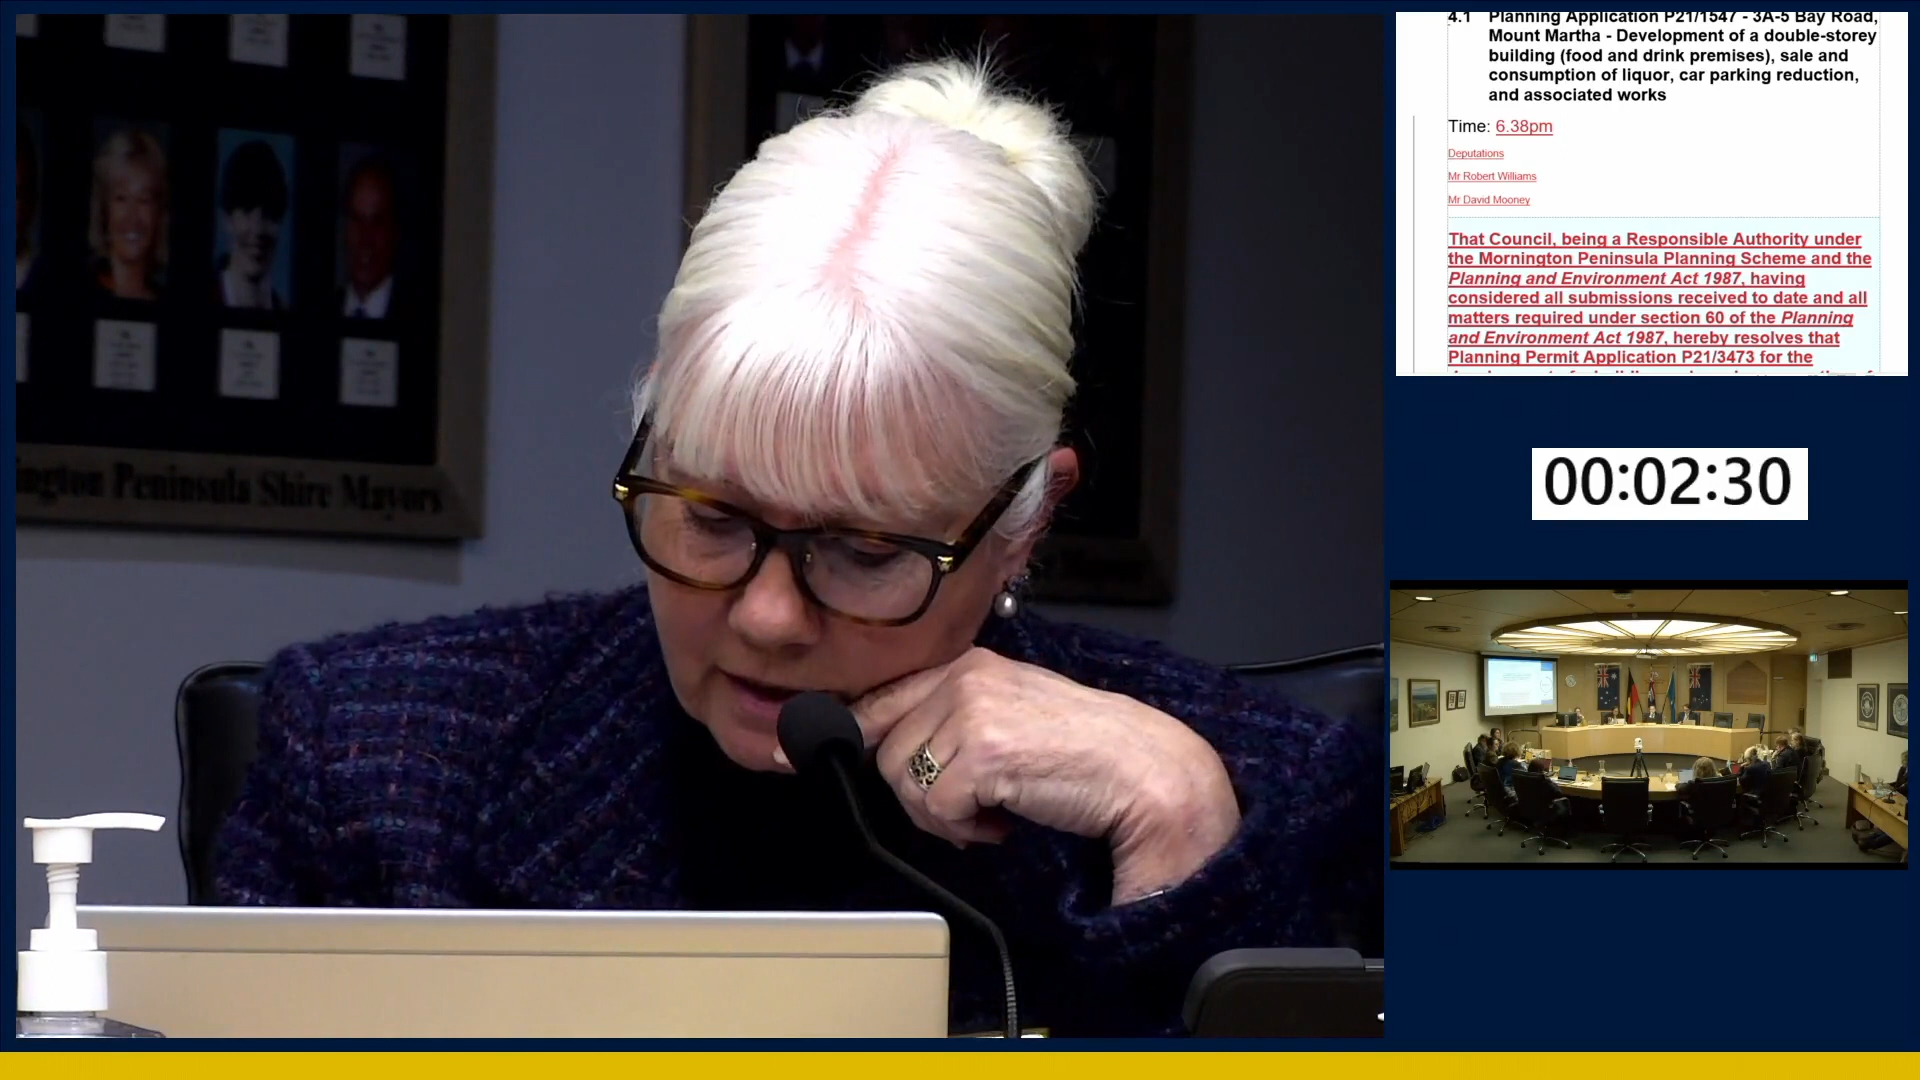 ington Peninsula Shire Mayors
4.1 Planning Application P21/1547 - 3A-5 Bay Road,
Mount Martha - Development of a double-storey
building (food and drink premises), sale and
consumption of liquor, car parking reduction,
and associated works
Time: 6.38pm
Deputations
Mr Robert Williams
Mr David Mooney
That Council, being a Responsible Authority under
the Mornington Peninsula Planning Scheme and the
Planning and Environment Act 1987, having
considered all submissions received to date and all
matters required under section 60 of the Planning
and Environment Act 1987, hereby resolves that
Planning Permit Application P21/3473 for the
00:02:30